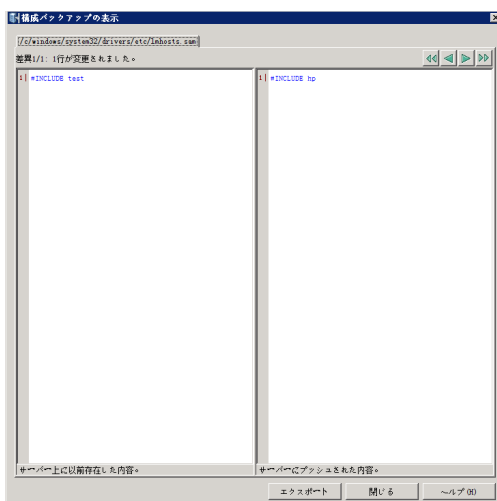 構成バックアップの表示
:/c/windows/system32/drivers/etc/lmhosts.sam
差異1/1: 1行が変更されました。
1 #INCLUDE test
1 #INCLUDE hp
サーバー上に以前存在した内容。
サーバーにプッシュされた内容。
エクスポート
閉じる
ヘルプ(H)